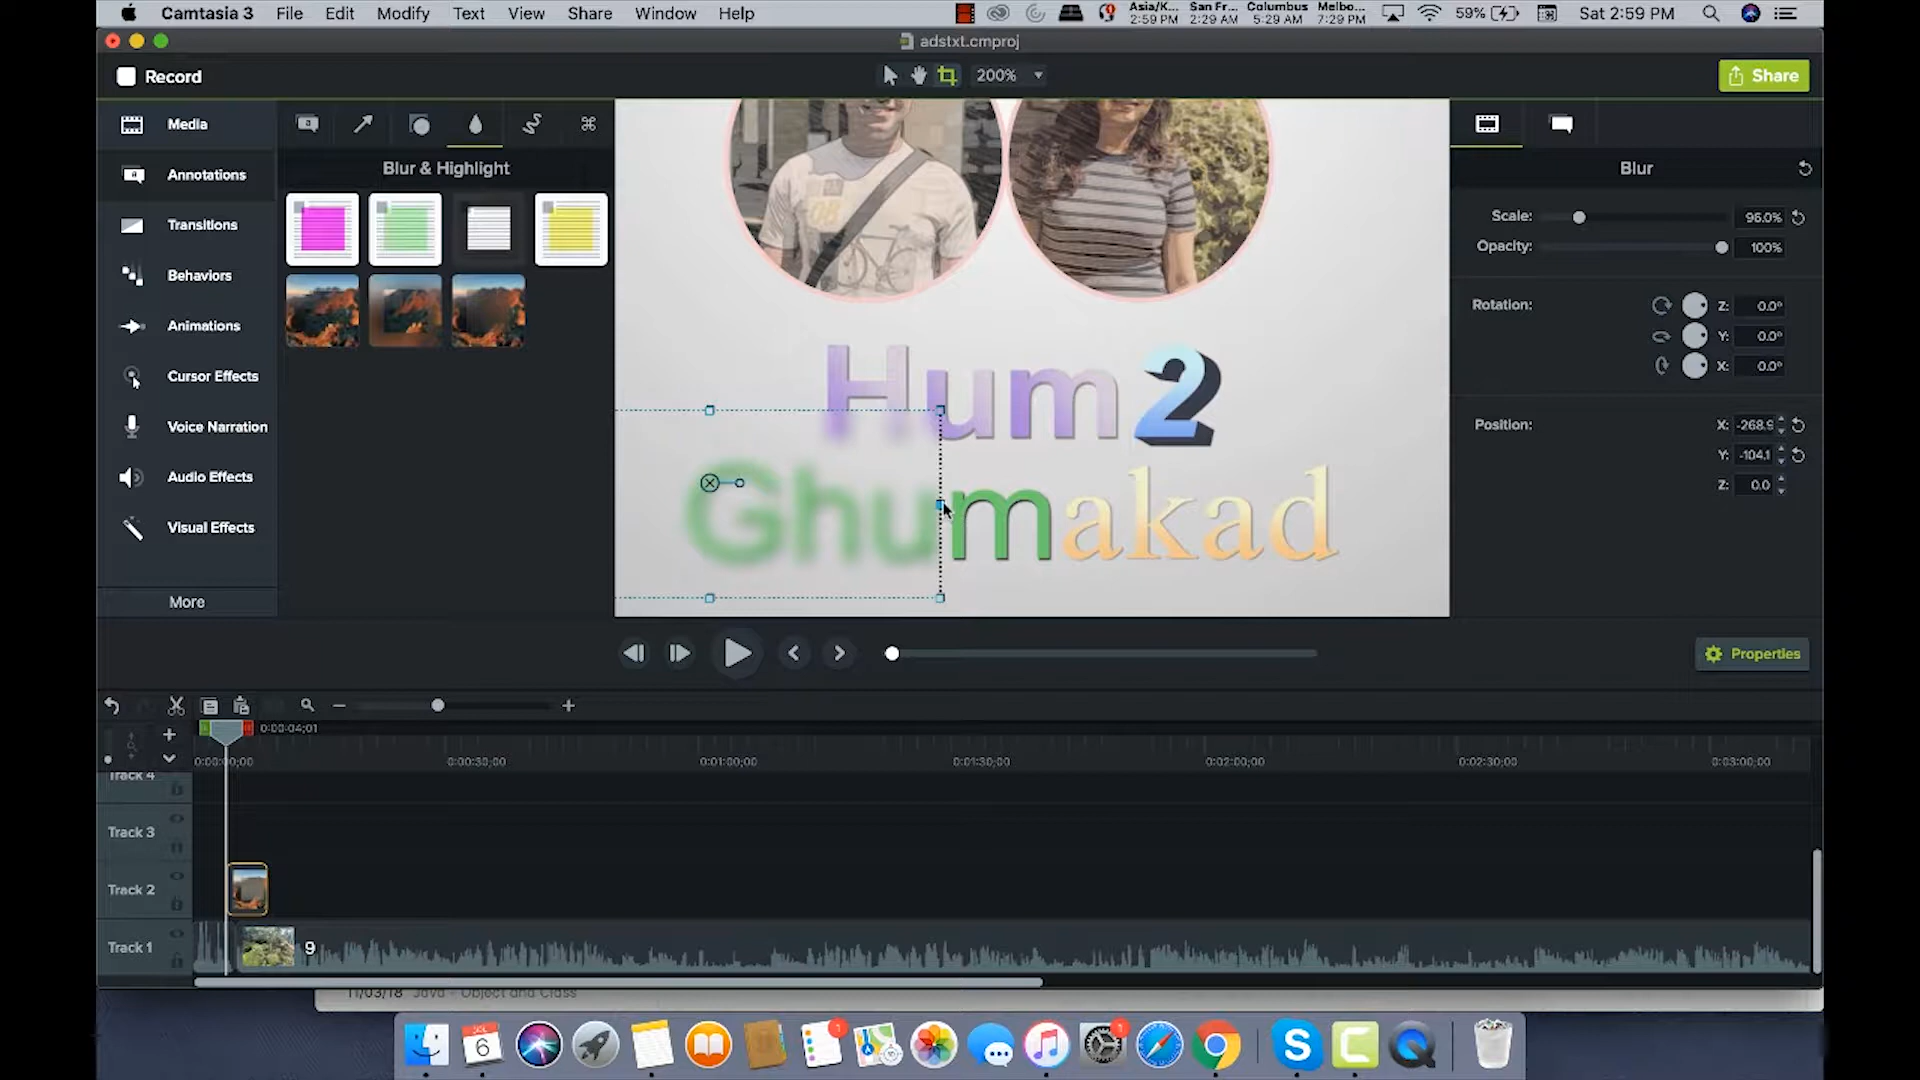 Camtasia 3 File Edit Modify Text View Share Window Help
Asia/K... San Fr... Columbus Melbo...
2:59 PM 2:29 AM 5:29 AM 7:29 PM
59% Sat 2:59 PM
adstxt.cmproj
Record
200%
Share
Media
Annotations
Transitions
Behaviors
Animations
Cursor Effects
Voice Narration
Audio Effects
Visual Effects
More
Blur & Highlight
Hum 2
Ghumakad
Blur
Scale: 96.0%
Opacity: 100%
Rotation: Z: 0.0°
Y: 0.0°
X: 0.0°
Position: X: -268.9
Y: -104.1
Z: 0.0
Properties
0:00:04;01
0:00:00;00 0:00:30;00 0:01:00;00 0:01:30;00 0:02:00;00 0:02:30;00 0:03:00;00
Track 4
Track 3
Track 2
Track 1
9
11/03/18 Java - Object and Class
6
1
1